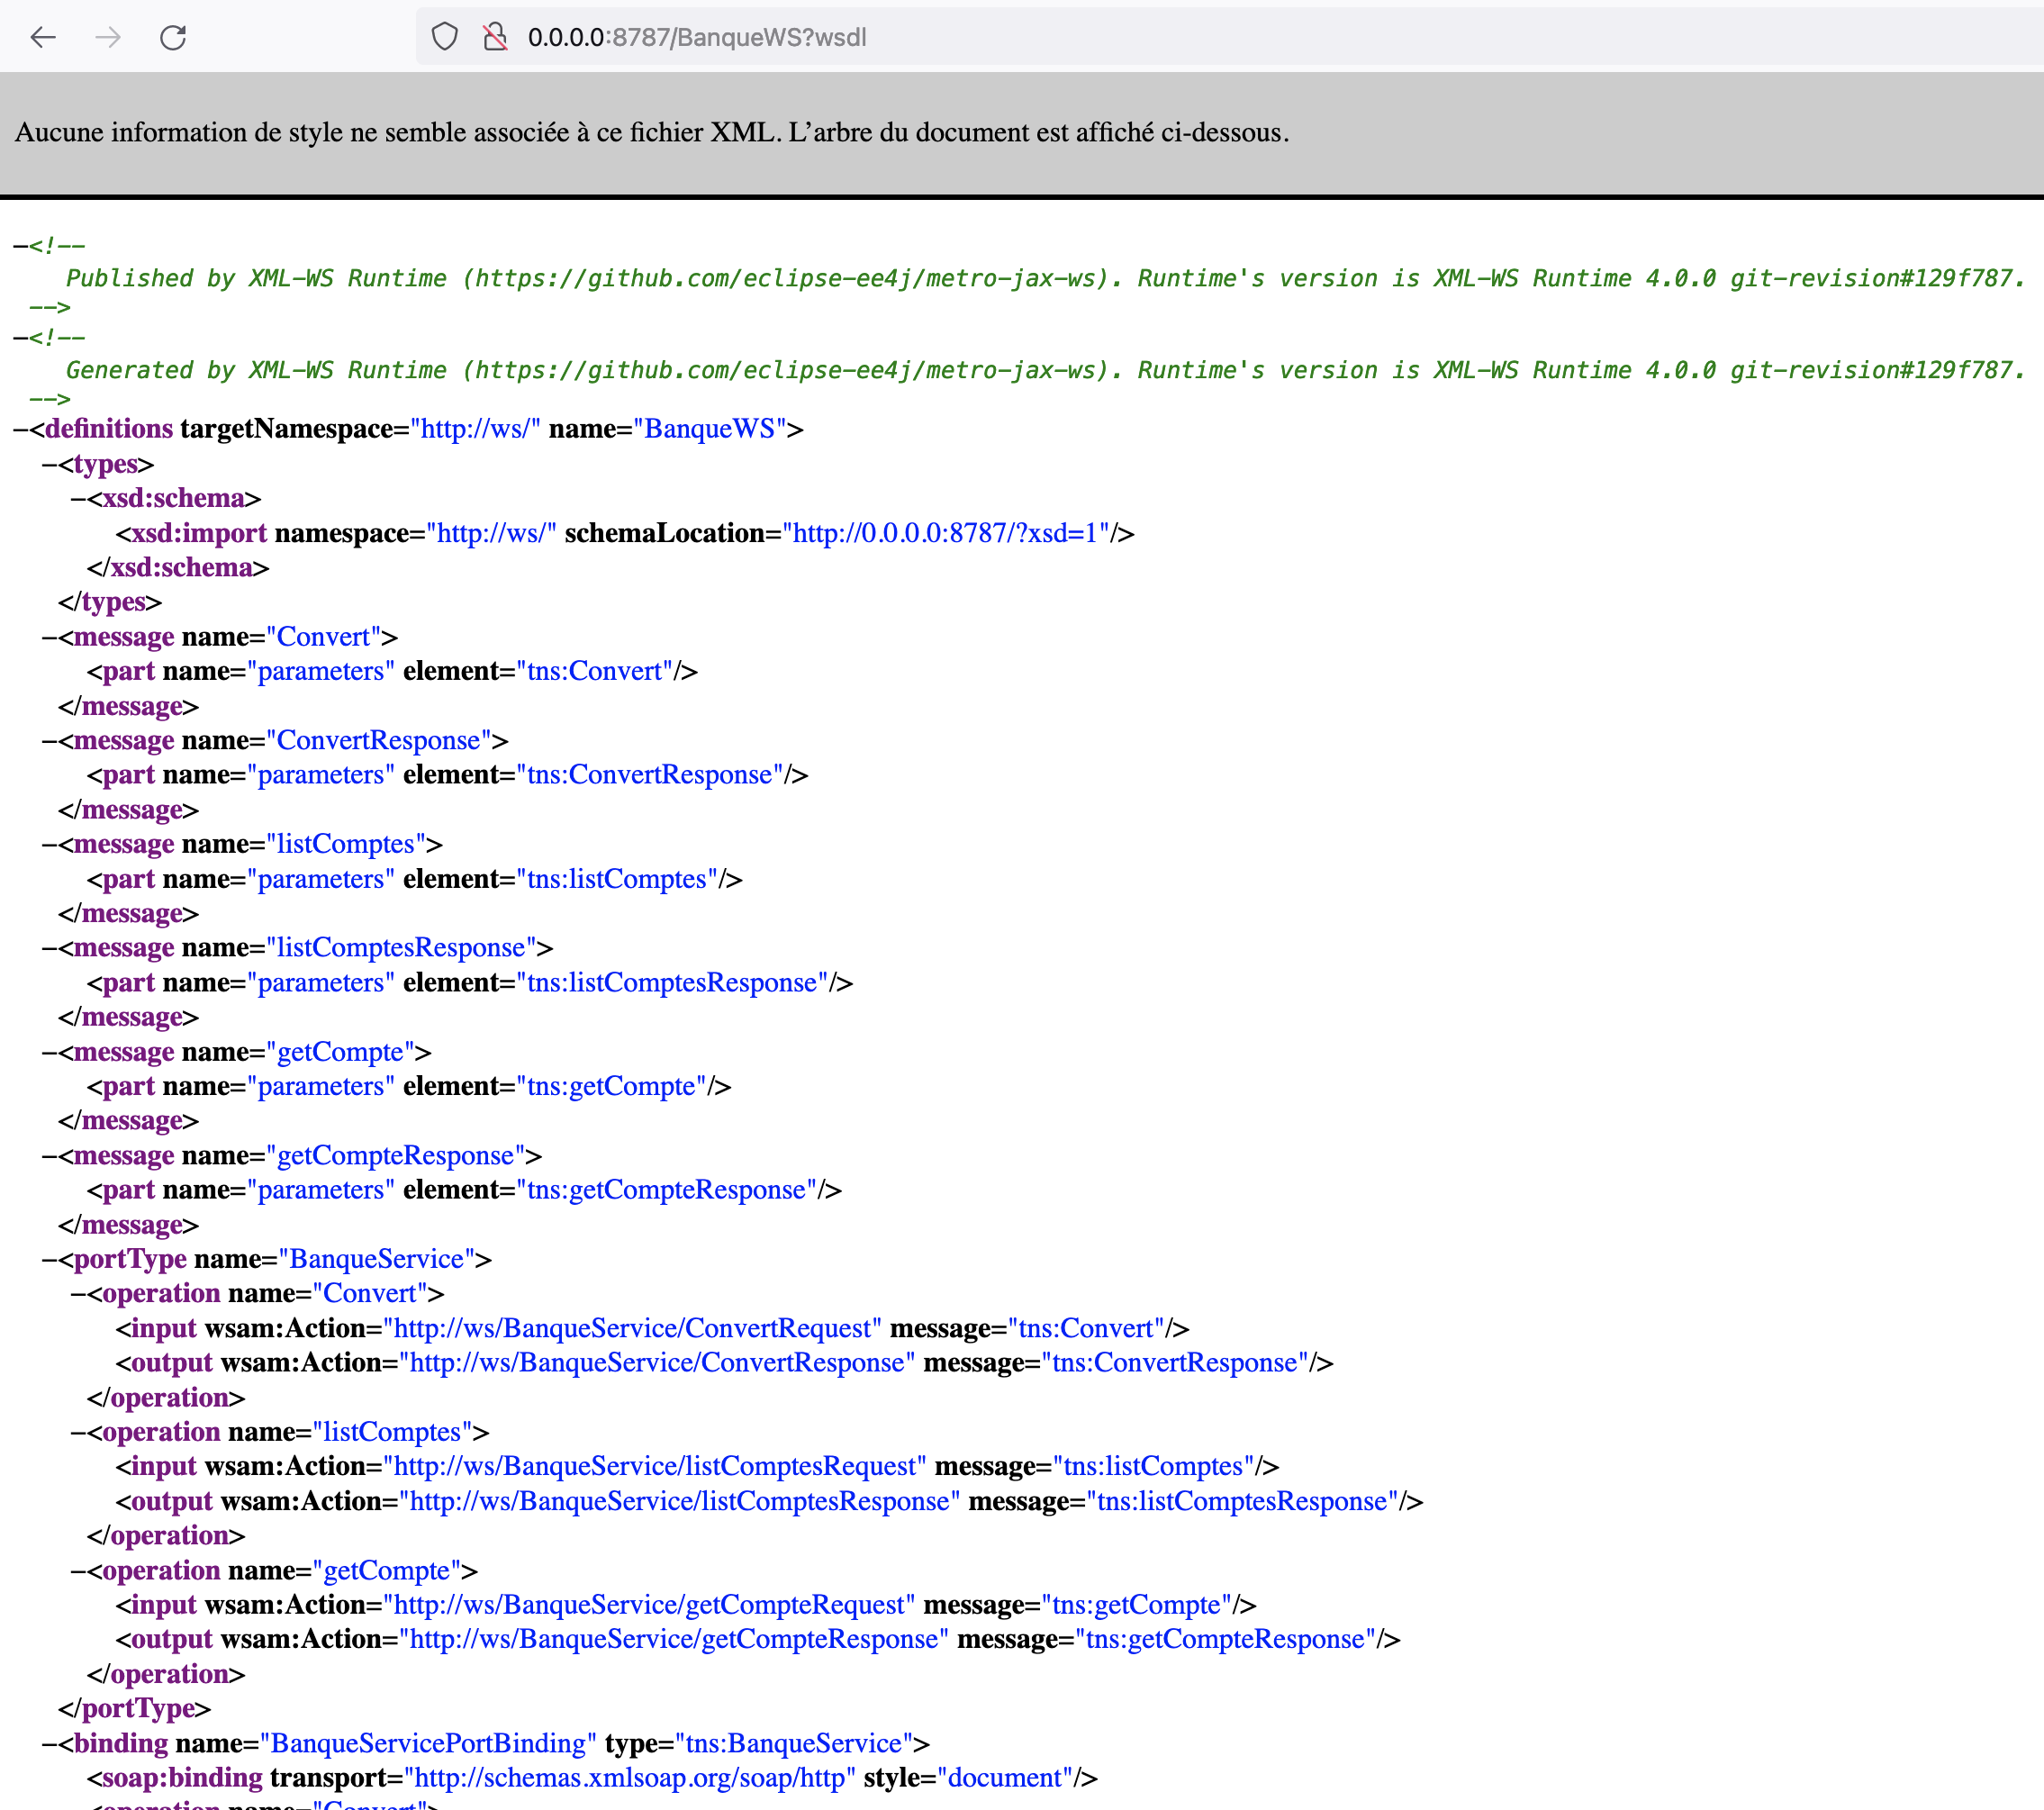 0.0.0.0:8787/BanqueWS?wsdl
Aucune information de style ne semble associée à ce fichier XML. L’arbre du document est affiché ci-dessous.
–<!--
Published by XML-WS Runtime (https://github.com/eclipse-ee4j/metro-jax-ws). Runtime's version is XML-WS Runtime 4.0.0 git-revision#129f787.
-->
–<!--
Generated by XML-WS Runtime (https://github.com/eclipse-ee4j/metro-jax-ws). Runtime's version is XML-WS Runtime 4.0.0 git-revision#129f787.
-->
–<definitions targetNamespace="http://ws/" name="BanqueWS">
–<types>
–<xsd:schema>
<xsd:import namespace="http://ws/" schemaLocation="http://0.0.0.0:8787/?xsd=1"/>
</xsd:schema>
</types>
–<message name="Convert">
<part name="parameters" element="tns:Convert"/>
</message>
–<message name="ConvertResponse">
<part name="parameters" element="tns:ConvertResponse"/>
</message>
–<message name="listComptes">
<part name="parameters" element="tns:listComptes"/>
</message>
–<message name="listComptesResponse">
<part name="parameters" element="tns:listComptesResponse"/>
</message>
–<message name="getCompte">
<part name="parameters" element="tns:getCompte"/>
</message>
–<message name="getCompteResponse">
<part name="parameters" element="tns:getCompteResponse"/>
</message>
–<portType name="BanqueService">
–<operation name="Convert">
<input wsam:Action="http://ws/BanqueService/ConvertRequest" message="tns:Convert"/>
<output wsam:Action="http://ws/BanqueService/ConvertResponse" message="tns:ConvertResponse"/>
</operation>
–<operation name="listComptes">
<input wsam:Action="http://ws/BanqueService/listComptesRequest" message="tns:listComptes"/>
<output wsam:Action="http://ws/BanqueService/listComptesResponse" message="tns:listComptesResponse"/>
</operation>
–<operation name="getCompte">
<input wsam:Action="http://ws/BanqueService/getCompteRequest" message="tns:getCompte"/>
<output wsam:Action="http://ws/BanqueService/getCompteResponse" message="tns:getCompteResponse"/>
</operation>
</portType>
–<binding name="BanqueServicePortBinding" type="tns:BanqueService">
<soap:binding transport="http://schemas.xmlsoap.org/soap/http" style="document"/>
<operation name="Convert">